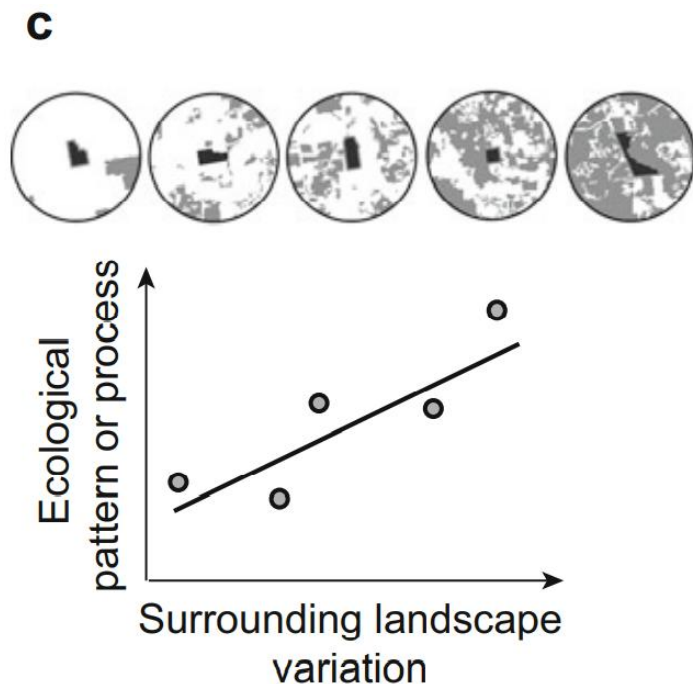 c
Ecological
pattern or process
Surrounding landscape
variation